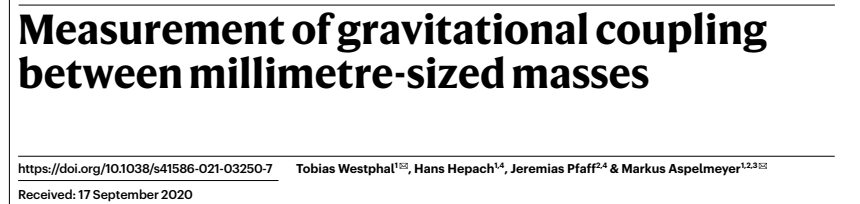 Measurement of gravitational coupling
between millimetre-sized masses
https://doi.org/10.1038/s41586-021-03250-7 Tobias Westphal1✉, Hans Hepach1,4, Jeremias Pfaff2,4 & Markus Aspelmeyer1,2,3✉
Received: 17 September 2020